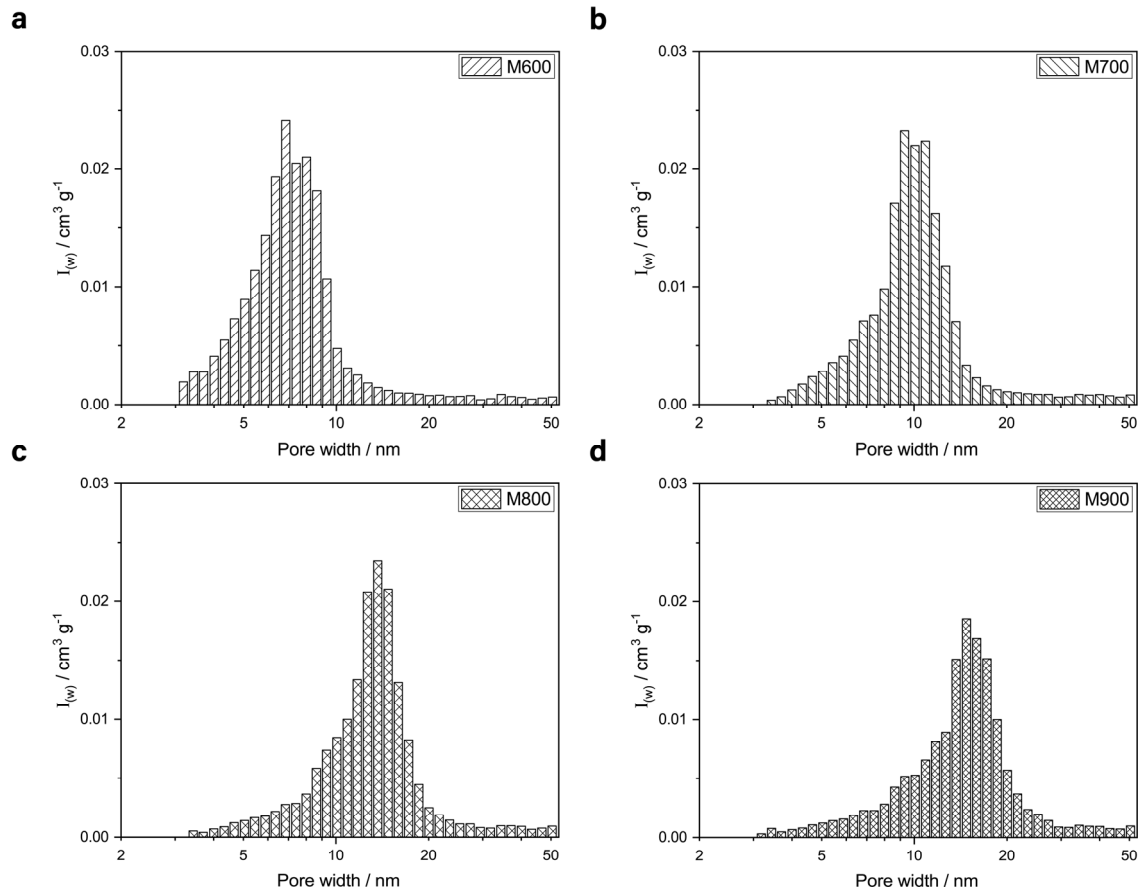 a
0.03
M600
0.02
0.01
0.00
I(w) / cm³ g⁻¹
2 5 10 20 50
Pore width / nm
b
0.03
M700
0.02
0.01
0.00
I(w) / cm³ g⁻¹
2 5 10 20 50
Pore width / nm
c
0.03
M800
0.02
0.01
0.00
I(w) / cm³ g⁻¹
2 5 10 20 50
Pore width / nm
d
0.03
M900
0.02
0.01
0.00
I(w) / cm³ g⁻¹
2 5 10 20 50
Pore width / nm